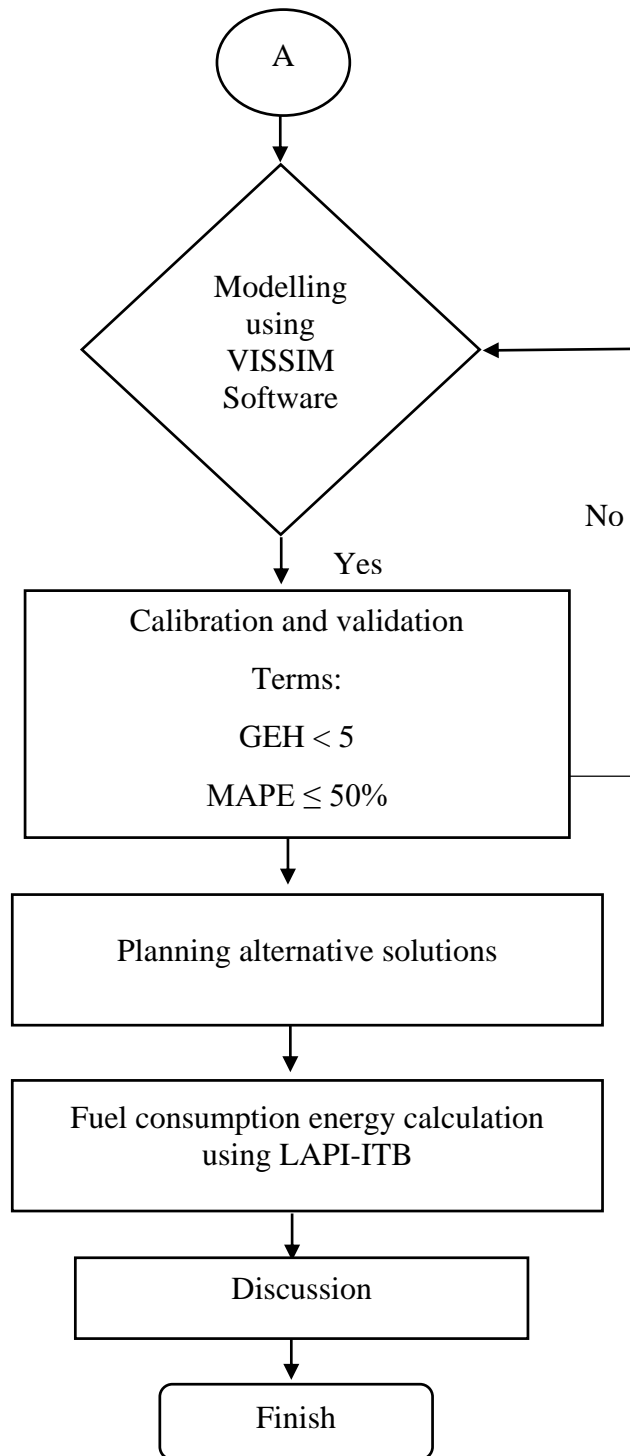 A
Modelling
using
VISSIM
Software
No
Yes
Calibration and validation
Terms:
GEH < 5
MAPE ≤ 50%
Planning alternative solutions
Fuel consumption energy calculation
using LAPI-ITB
Discussion
Finish